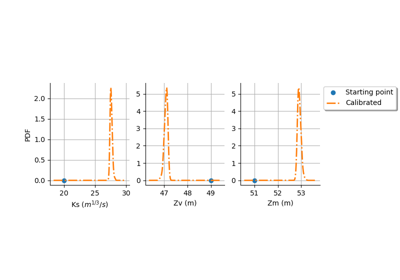 PDF
2.0
1.5
1.0
0.5
0.0
20 25 30
Ks (m^{1/3}/s)
5
4
3
2
1
0
47 48 49
Zv (m)
5
4
3
2
1
0
51 52 53
Zm (m)
Starting point
Calibrated